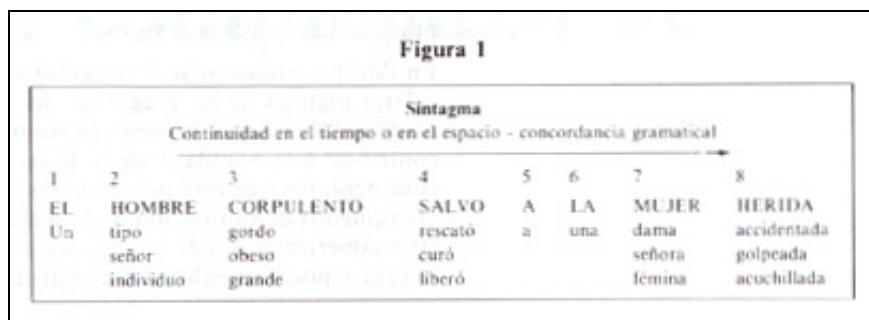 Figura 1
Sintagma
Continuidad en el tiempo o en el espacio - concordancia gramatical
1 2 3 4 5 6 7 8
EL HOMBRE CORPULENTO SALVO A LA MUJER HERIDA
Un tipo gordo rescató a una dama accidentada
señor obeso curó señora golpeada
individuo grande liberó fémina acuchillada